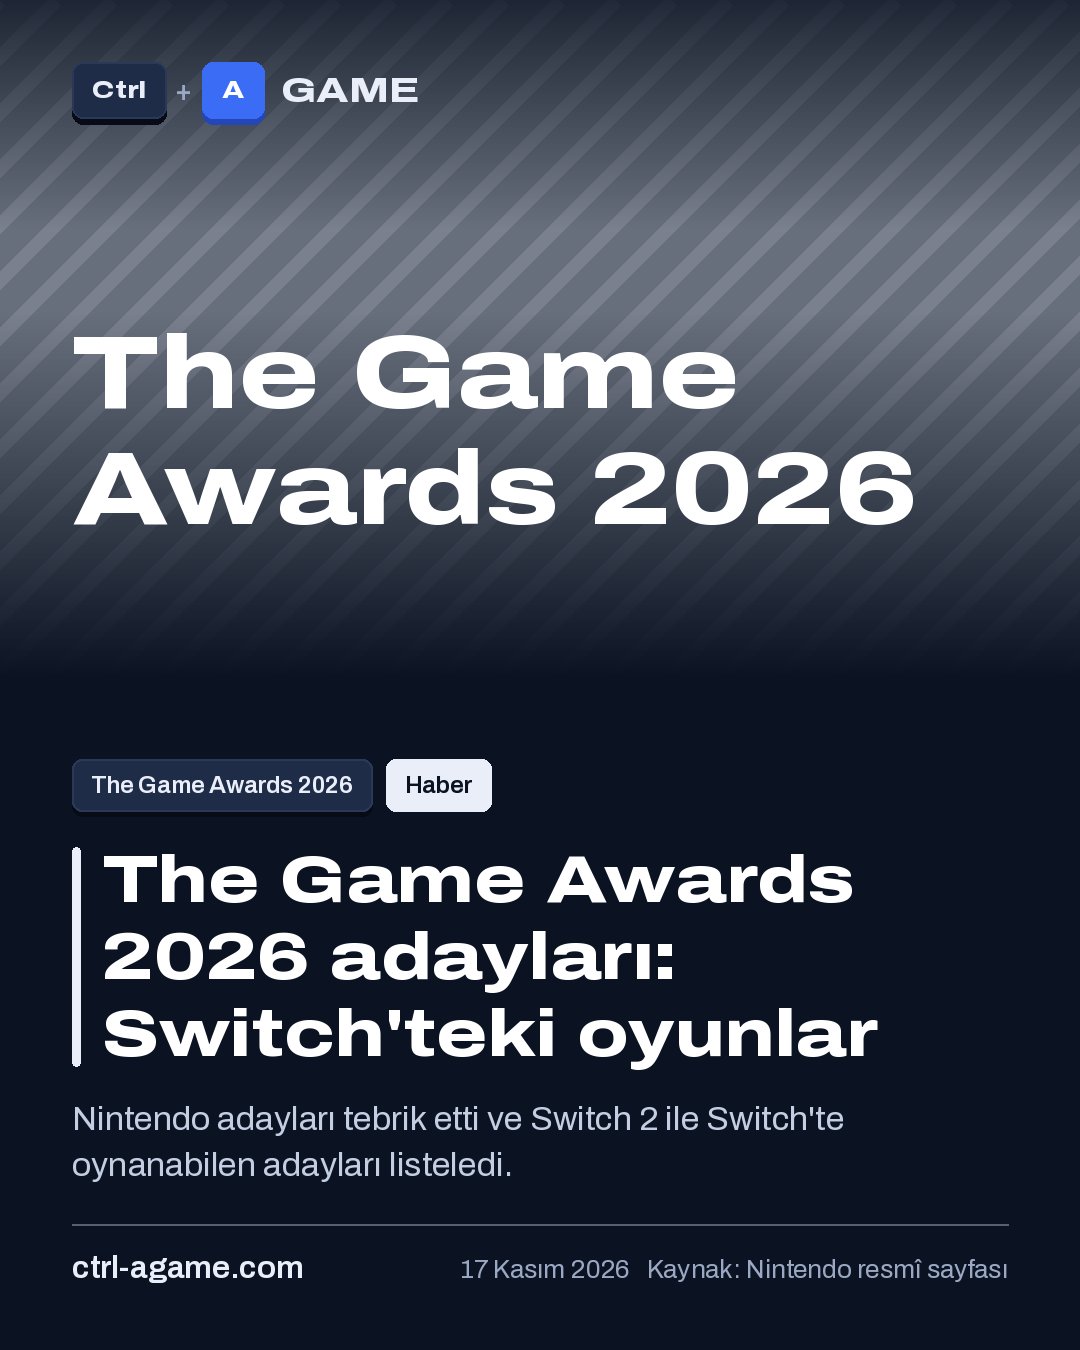 Ctrl + A GAME
The Game
Awards 2026
The Game Awards 2026 Haber
The Game Awards
2026 adayları:
Switch'teki oyunlar
Nintendo adayları tebrik etti ve Switch 2 ile Switch'te
oynanabilen adayları listeledi.
ctrl-agame.com 17 Kasım 2026 Kaynak: Nintendo resmî sayfası